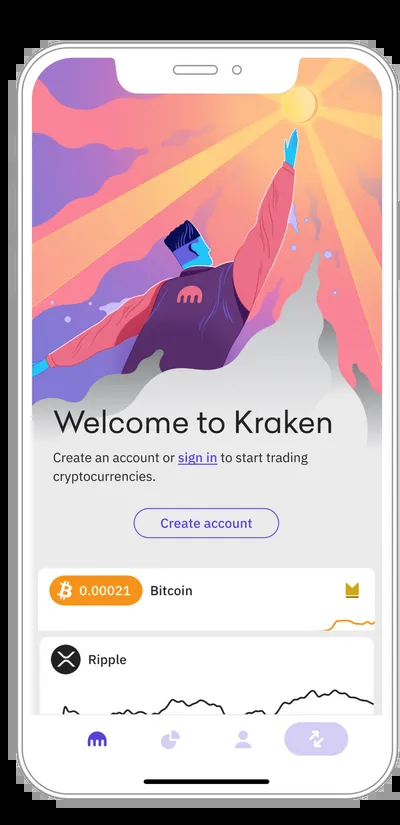 Welcome to Kraken
Create an account or sign in to start trading
cryptocurrencies.
Create account
0.00021 Bitcoin
Ripple